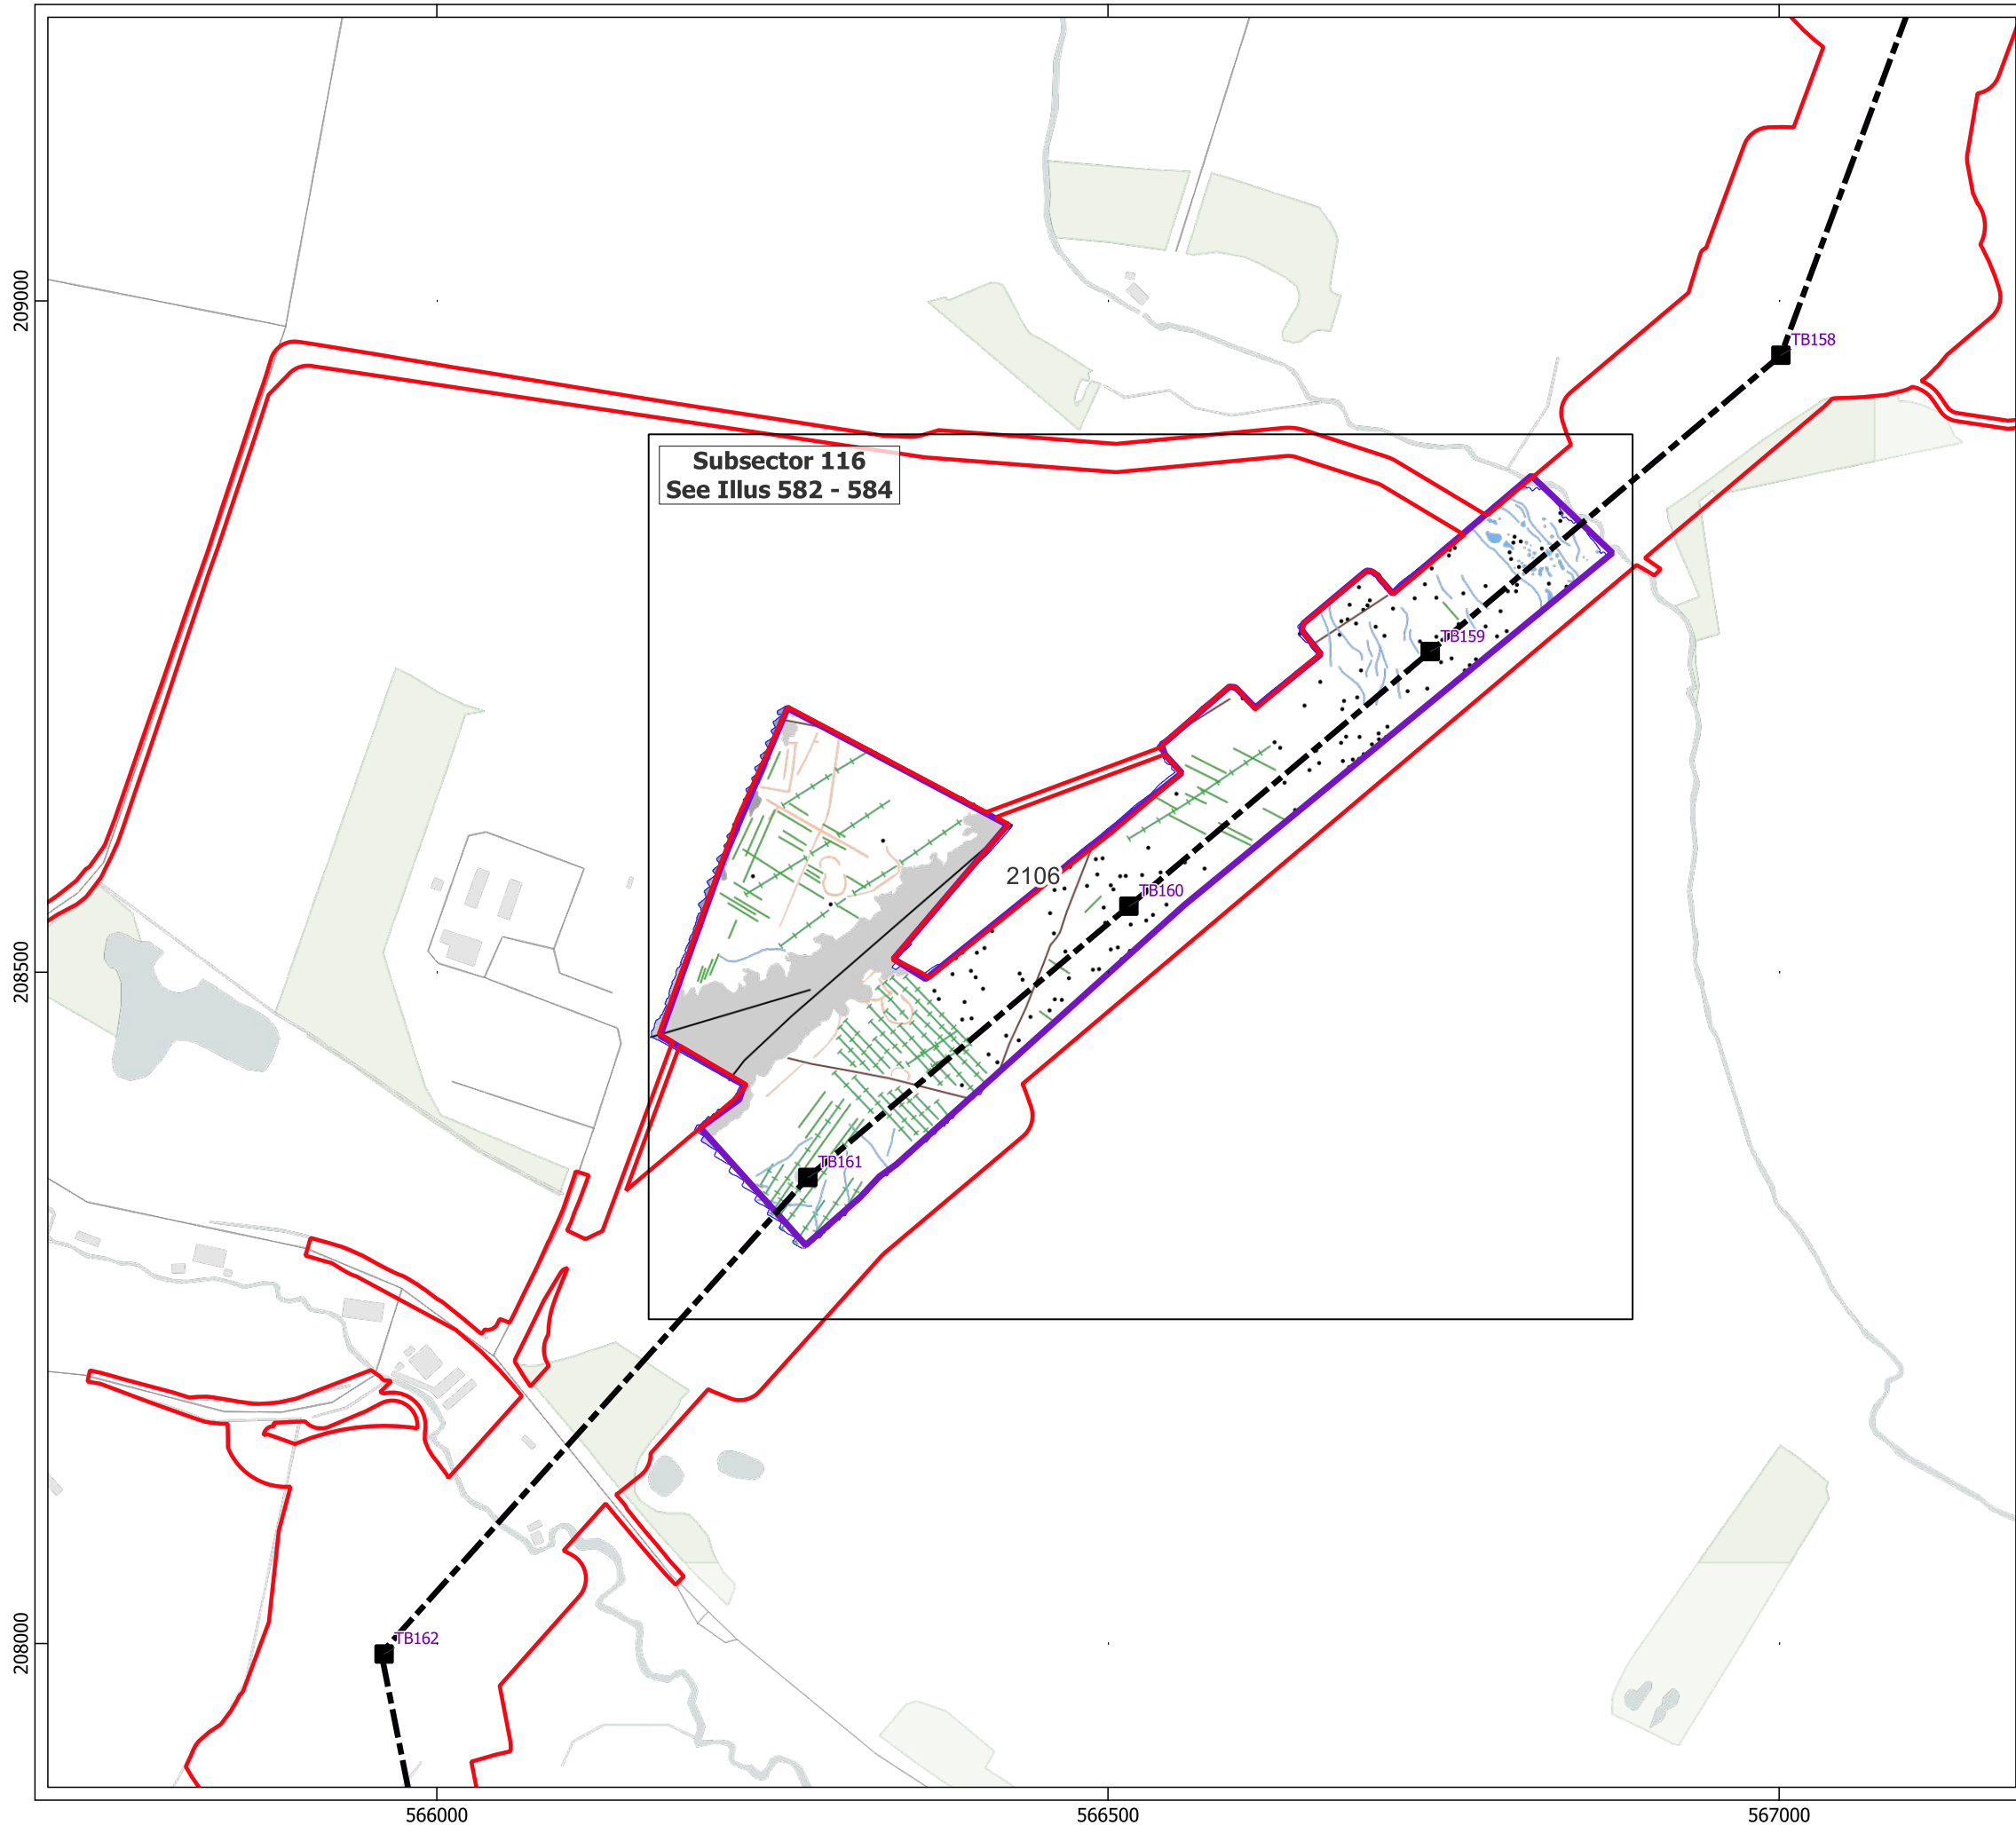 209000
TB158
Subsector 116
See Illus 582 - 584
TB159
2106
TB160
208500
TB161
208000
TB162
566000
566500
567000